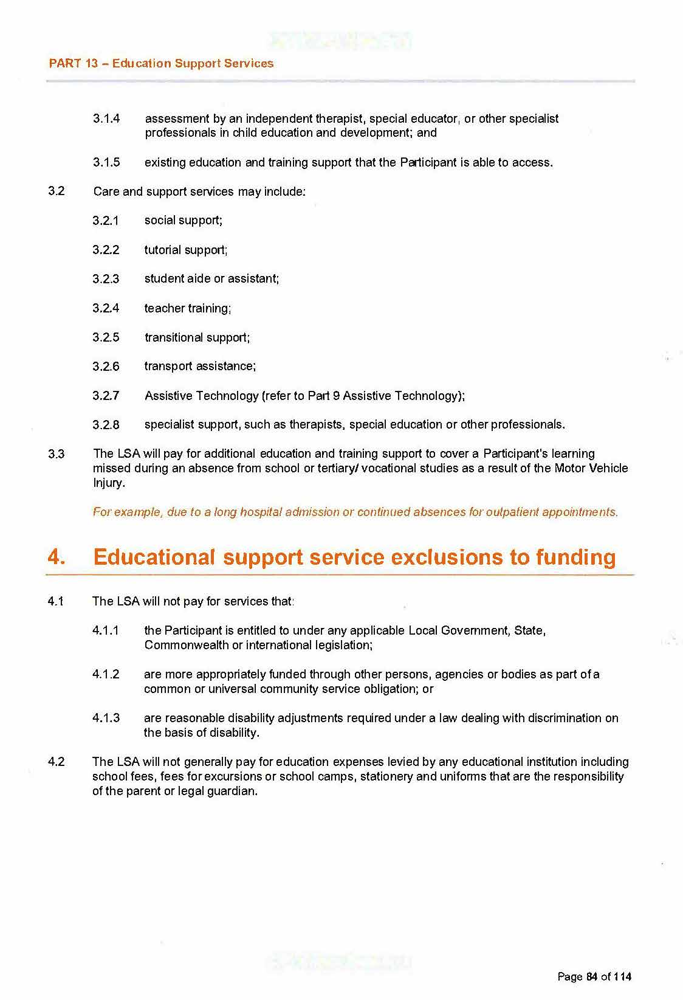 PART 13 – Education Support Services
3.1.4 assessment by an independent therapist, special educator, or other specialist
professionals in child education and development; and
3.1.5 existing education and training support that the Participant is able to access.
3.2 Care and support services may include:
3.2.1 social support;
3.2.2 tutorial support;
3.2.3 student aide or assistant;
3.2.4 teacher training;
3.2.5 transitional support;
3.2.6 transport assistance;
3.2.7 Assistive Technology (refer to Part 9 Assistive Technology);
3.2.8 specialist support, such as therapists, special education or other professionals.
3.3 The LSA will pay for additional education and training support to cover a Participant's learning
missed during an absence from school or tertiary/ vocational studies as a result of the Motor Vehicle
Injury.
For example, due to a long hospital admission or continued absences for outpatient appointments.
4. Educational support service exclusions to funding
4.1 The LSA will not pay for services that:
4.1.1 the Participant is entitled to under any applicable Local Government, State,
Commonwealth or international legislation;
4.1.2 are more appropriately funded through other persons, agencies or bodies as part of a
common or universal community service obligation; or
4.1.3 are reasonable disability adjustments required under a law dealing with discrimination on
the basis of disability.
4.2 The LSA will not generally pay for education expenses levied by any educational institution including
school fees, fees for excursions or school camps, stationery and uniforms that are the responsibility
of the parent or legal guardian.
Page 84 of 114